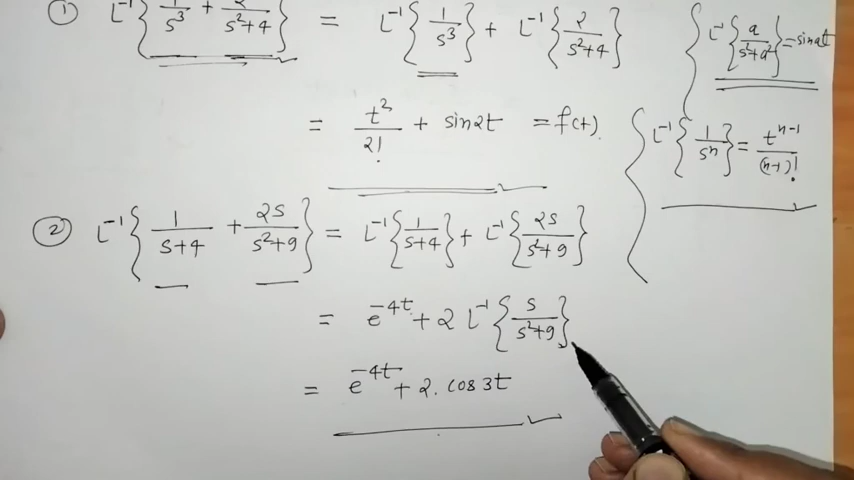 ① L⁻¹{1/s³ + 2/(s²+4)} = L⁻¹{1/s³} + L⁻¹{2/(s²+4)}
= t²/2! + sin2t = f(t)
② L⁻¹{1/(s+4) + 2s/(s²+9)} = L⁻¹{1/(s+4)} + L⁻¹{2s/(s²+9)}
= e^(-4t) + 2 L⁻¹{s/(s²+9)}
= e^(-4t) + 2. cos3t
L⁻¹{a/(s²+a²)} = sinat
L⁻¹{1/sⁿ} = tⁿ⁻¹/(n-1)!